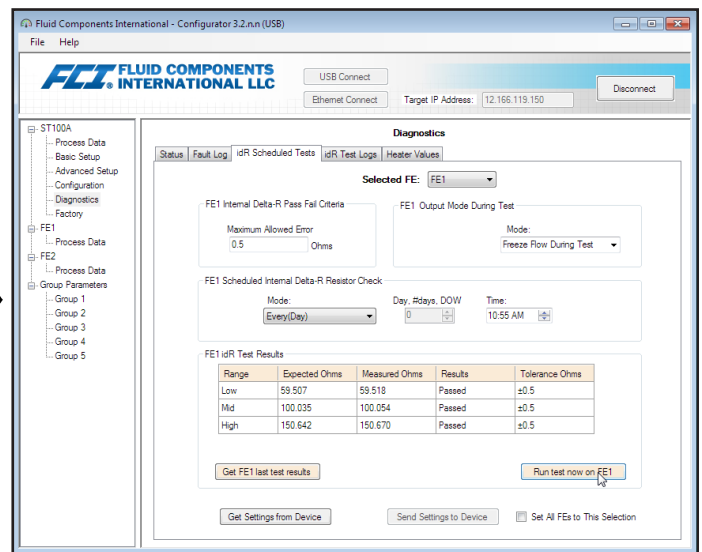 Fluid Components International - Configurator 3.2.n.n (USB)
File Help
FCI® FLUID COMPONENTS
INTERNATIONAL LLC
USB Connect
Ethernet Connect
Target IP Address: 12.166.119.150
Disconnect
ST100A
Process Data
Basic Setup
Advanced Setup
Configuration
Diagnostics
Factory
FE1
Process Data
FE2
Process Data
Group Parameters
Group 1
Group 2
Group 3
Group 4
Group 5
Diagnostics
Status Fault Log idR Scheduled Tests idR Test Logs Heater Values
Selected FE: FE1
FE1 Internal Delta-R Pass Fail Criteria
Maximum Allowed Error
0.5 Ohms
FE1 Output Mode During Test
Mode:
Freeze Flow During Test
FE1 Scheduled Internal Delta-R Resistor Check
Mode: Day, #days, DOW Time:
Every(Day) 0 10:55 AM
FE1 idR Test Results
Range Expected Ohms Measured Ohms Results Tolerance Ohms
Low 59.507 59.518 Passed ±0.5
Mid 100.035 100.054 Passed ±0.5
High 150.642 150.670 Passed ±0.5
Get FE1 last test results Run test now on FE1
Get Settings from Device Send Settings to Device Set All FEs to This Selection